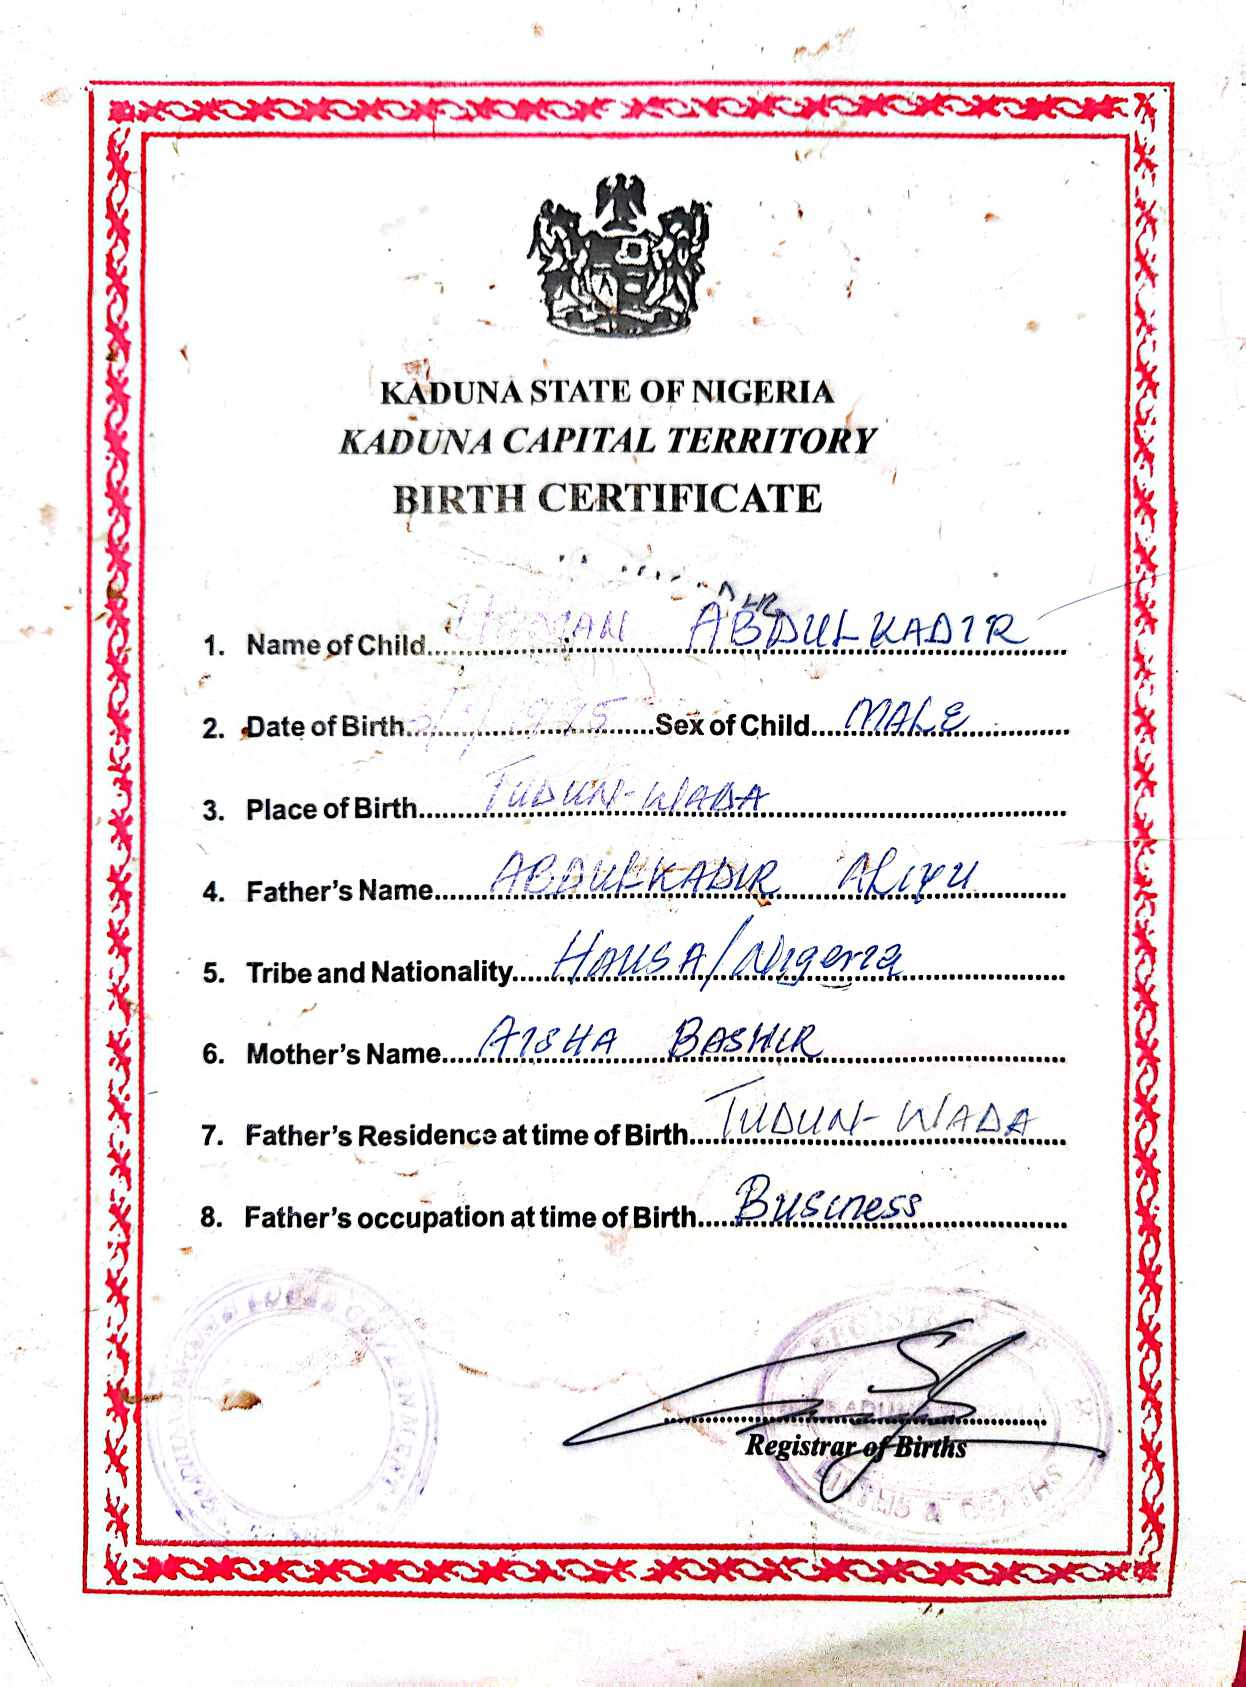 KADUNA STATE OF NIGERIA
KADUNA CAPITAL TERRITORY
BIRTH CERTIFICATE
1. Name of Child ABDULKADIR
2. Date of Birth Sex of Child MALE
3. Place of Birth TUDUN-WADA
4. Father's Name ABDULKADIR ALIYU
5. Tribe and Nationality HAUSA/Nigeria
6. Mother's Name AISHA BASHIR
7. Father's Residence at time of Birth TUDUN-WADA
8. Father's occupation at time of Birth Business
Registrar of Births
BIRTHS & DEATHS